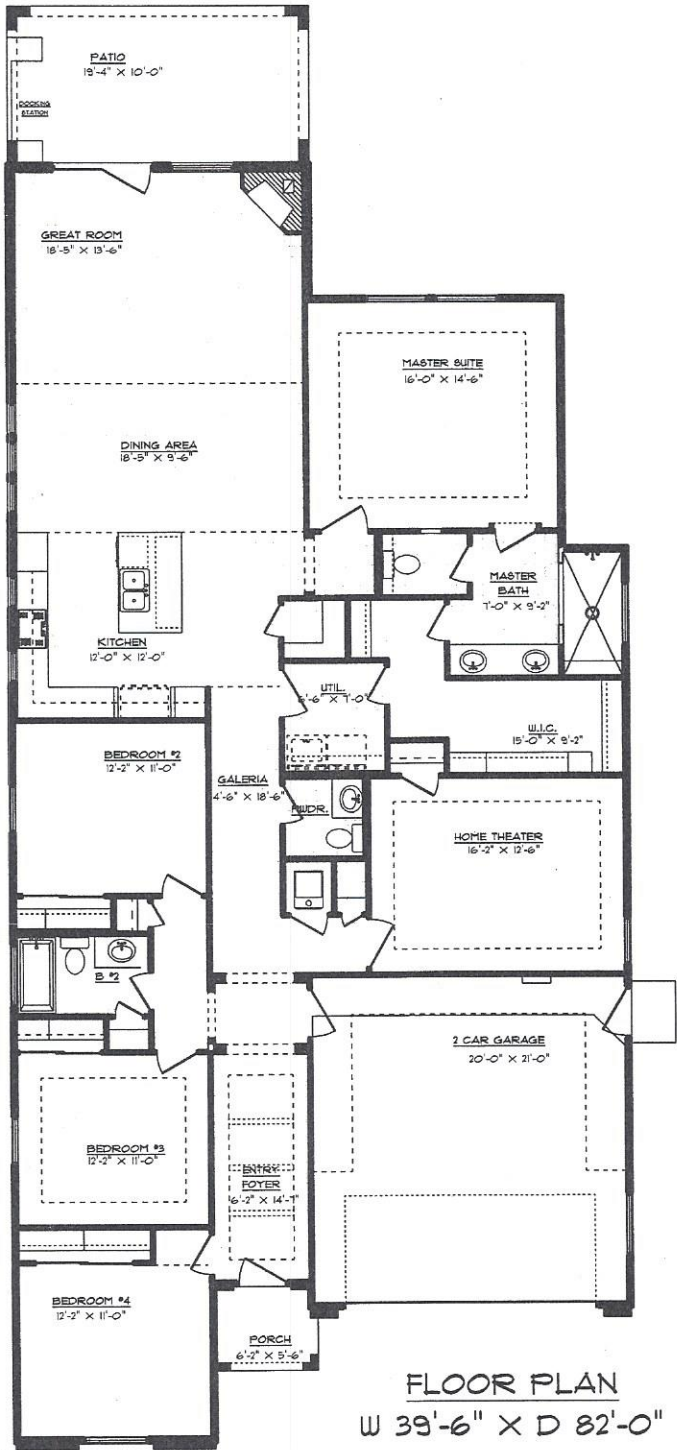 PATIO
19'-4" X 10'-0"
DOCKING
STATION
GREAT ROOM
18'-5" X 13'-6"
MASTER SUITE
16'-0" X 14'-6"
DINING AREA
18'-5" X 9'-6"
MASTER
BATH
7'-0" X 9'-2"
KITCHEN
12'-0" X 12'-0"
UTIL.
6'-6" X 7'-0"
W.I.C.
15'-0" X 9'-2"
BEDROOM #2
12'-2" X 11'-0"
GALERIA
4'-6" X 18'-6"
PWDR.
HOME THEATER
16'-2" X 12'-6"
B #2
2 CAR GARAGE
20'-0" X 21'-0"
BEDROOM #3
12'-2" X 11'-0"
ENTRY
FOYER
6'-2" X 14'-7"
BEDROOM #4
12'-2" X 11'-0"
PORCH
6'-2" X 5'-6"
FLOOR PLAN
W 39'-6" X D 82'-0"